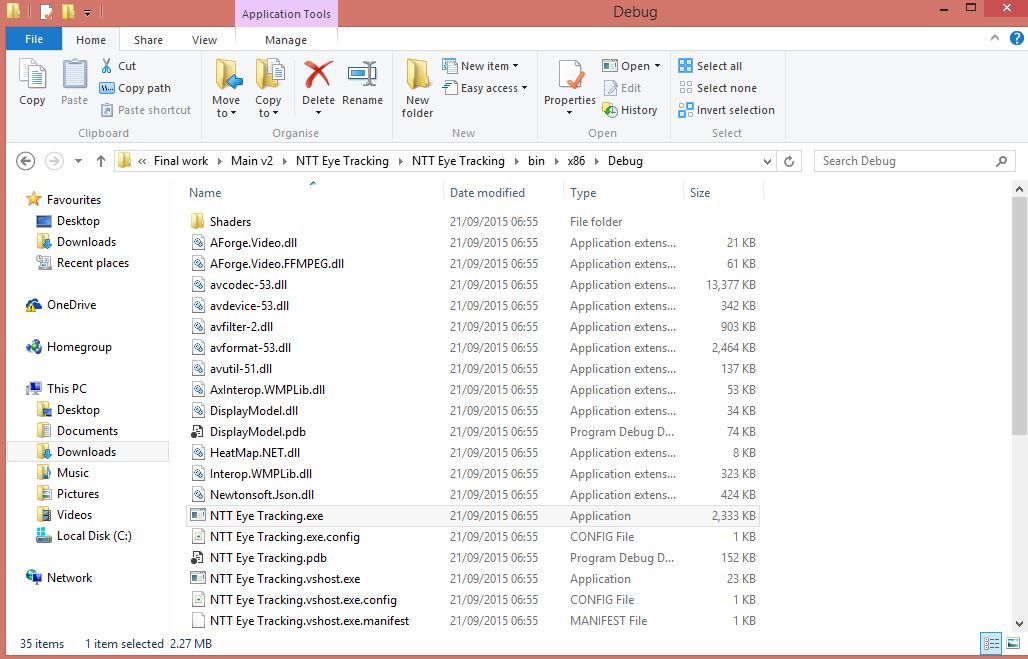 Application Tools
Debug
File Home Share View Manage
Copy
Paste
Cut
Copy path
Paste shortcut
Clipboard
Move to
Copy to
Delete
Rename
Organise
New folder
New item
Easy access
New
Properties
Open
Edit
History
Open
Select all
Select none
Invert selection
Select
« Final work Main v2 NTT Eye Tracking NTT Eye Tracking bin x86 Debug
Search Debug
Favourites
Desktop
Downloads
Recent places
OneDrive
Homegroup
This PC
Desktop
Documents
Downloads
Music
Pictures
Videos
Local Disk (C:)
Network
Name Date modified Type Size
Shaders 21/09/2015 06:55 File folder
AForge.Video.dll 21/09/2015 06:55 Application extens... 21 KB
AForge.Video.FFMPEG.dll 21/09/2015 06:55 Application extens... 61 KB
avcodec-53.dll 21/09/2015 06:55 Application extens... 13,377 KB
avdevice-53.dll 21/09/2015 06:55 Application extens... 342 KB
avfilter-2.dll 21/09/2015 06:55 Application extens... 903 KB
avformat-53.dll 21/09/2015 06:55 Application extens... 2,464 KB
avutil-51.dll 21/09/2015 06:55 Application extens... 137 KB
AxInterop.WMPLib.dll 21/09/2015 06:55 Application extens... 53 KB
DisplayModel.dll 21/09/2015 06:55 Application extens... 34 KB
DisplayModel.pdb 21/09/2015 06:55 Program Debug D... 74 KB
HeatMap.NET.dll 21/09/2015 06:55 Application extens... 8 KB
Interop.WMPLib.dll 21/09/2015 06:55 Application extens... 323 KB
Newtonsoft.Json.dll 21/09/2015 06:55 Application extens... 424 KB
NTT Eye Tracking.exe 21/09/2015 06:55 Application 2,333 KB
NTT Eye Tracking.exe.config 21/09/2015 06:55 CONFIG File 1 KB
NTT Eye Tracking.pdb 21/09/2015 06:55 Program Debug D... 152 KB
NTT Eye Tracking.vshost.exe 21/09/2015 06:55 Application 23 KB
NTT Eye Tracking.vshost.exe.config 21/09/2015 06:55 CONFIG File 1 KB
NTT Eye Tracking.vshost.exe.manifest 21/09/2015 06:55 MANIFEST File 1 KB
35 items 1 item selected 2.27 MB